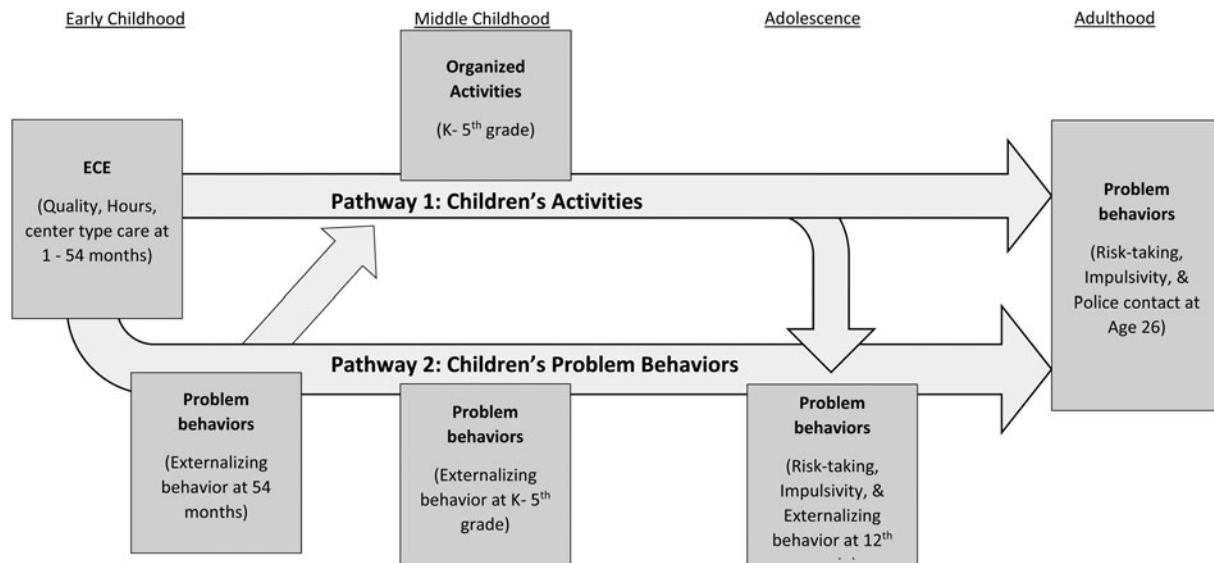 Early Childhood
Middle Childhood
Adolescence
Adulthood
Organized
Activities
(K- 5th grade)
ECE
(Quality, Hours,
center type care at
1 - 54 months)
Pathway 1: Children's Activities
Problem
behaviors
(Risk-taking,
Impulsivity, &
Police contact at
Age 26)
Pathway 2: Children's Problem Behaviors
Problem
behaviors
(Externalizing
behavior at 54
months)
Problem
behaviors
(Externalizing
behavior at K- 5th
grade)
Problem
behaviors
(Risk-taking,
Impulsivity, &
Externalizing
behavior at 12th